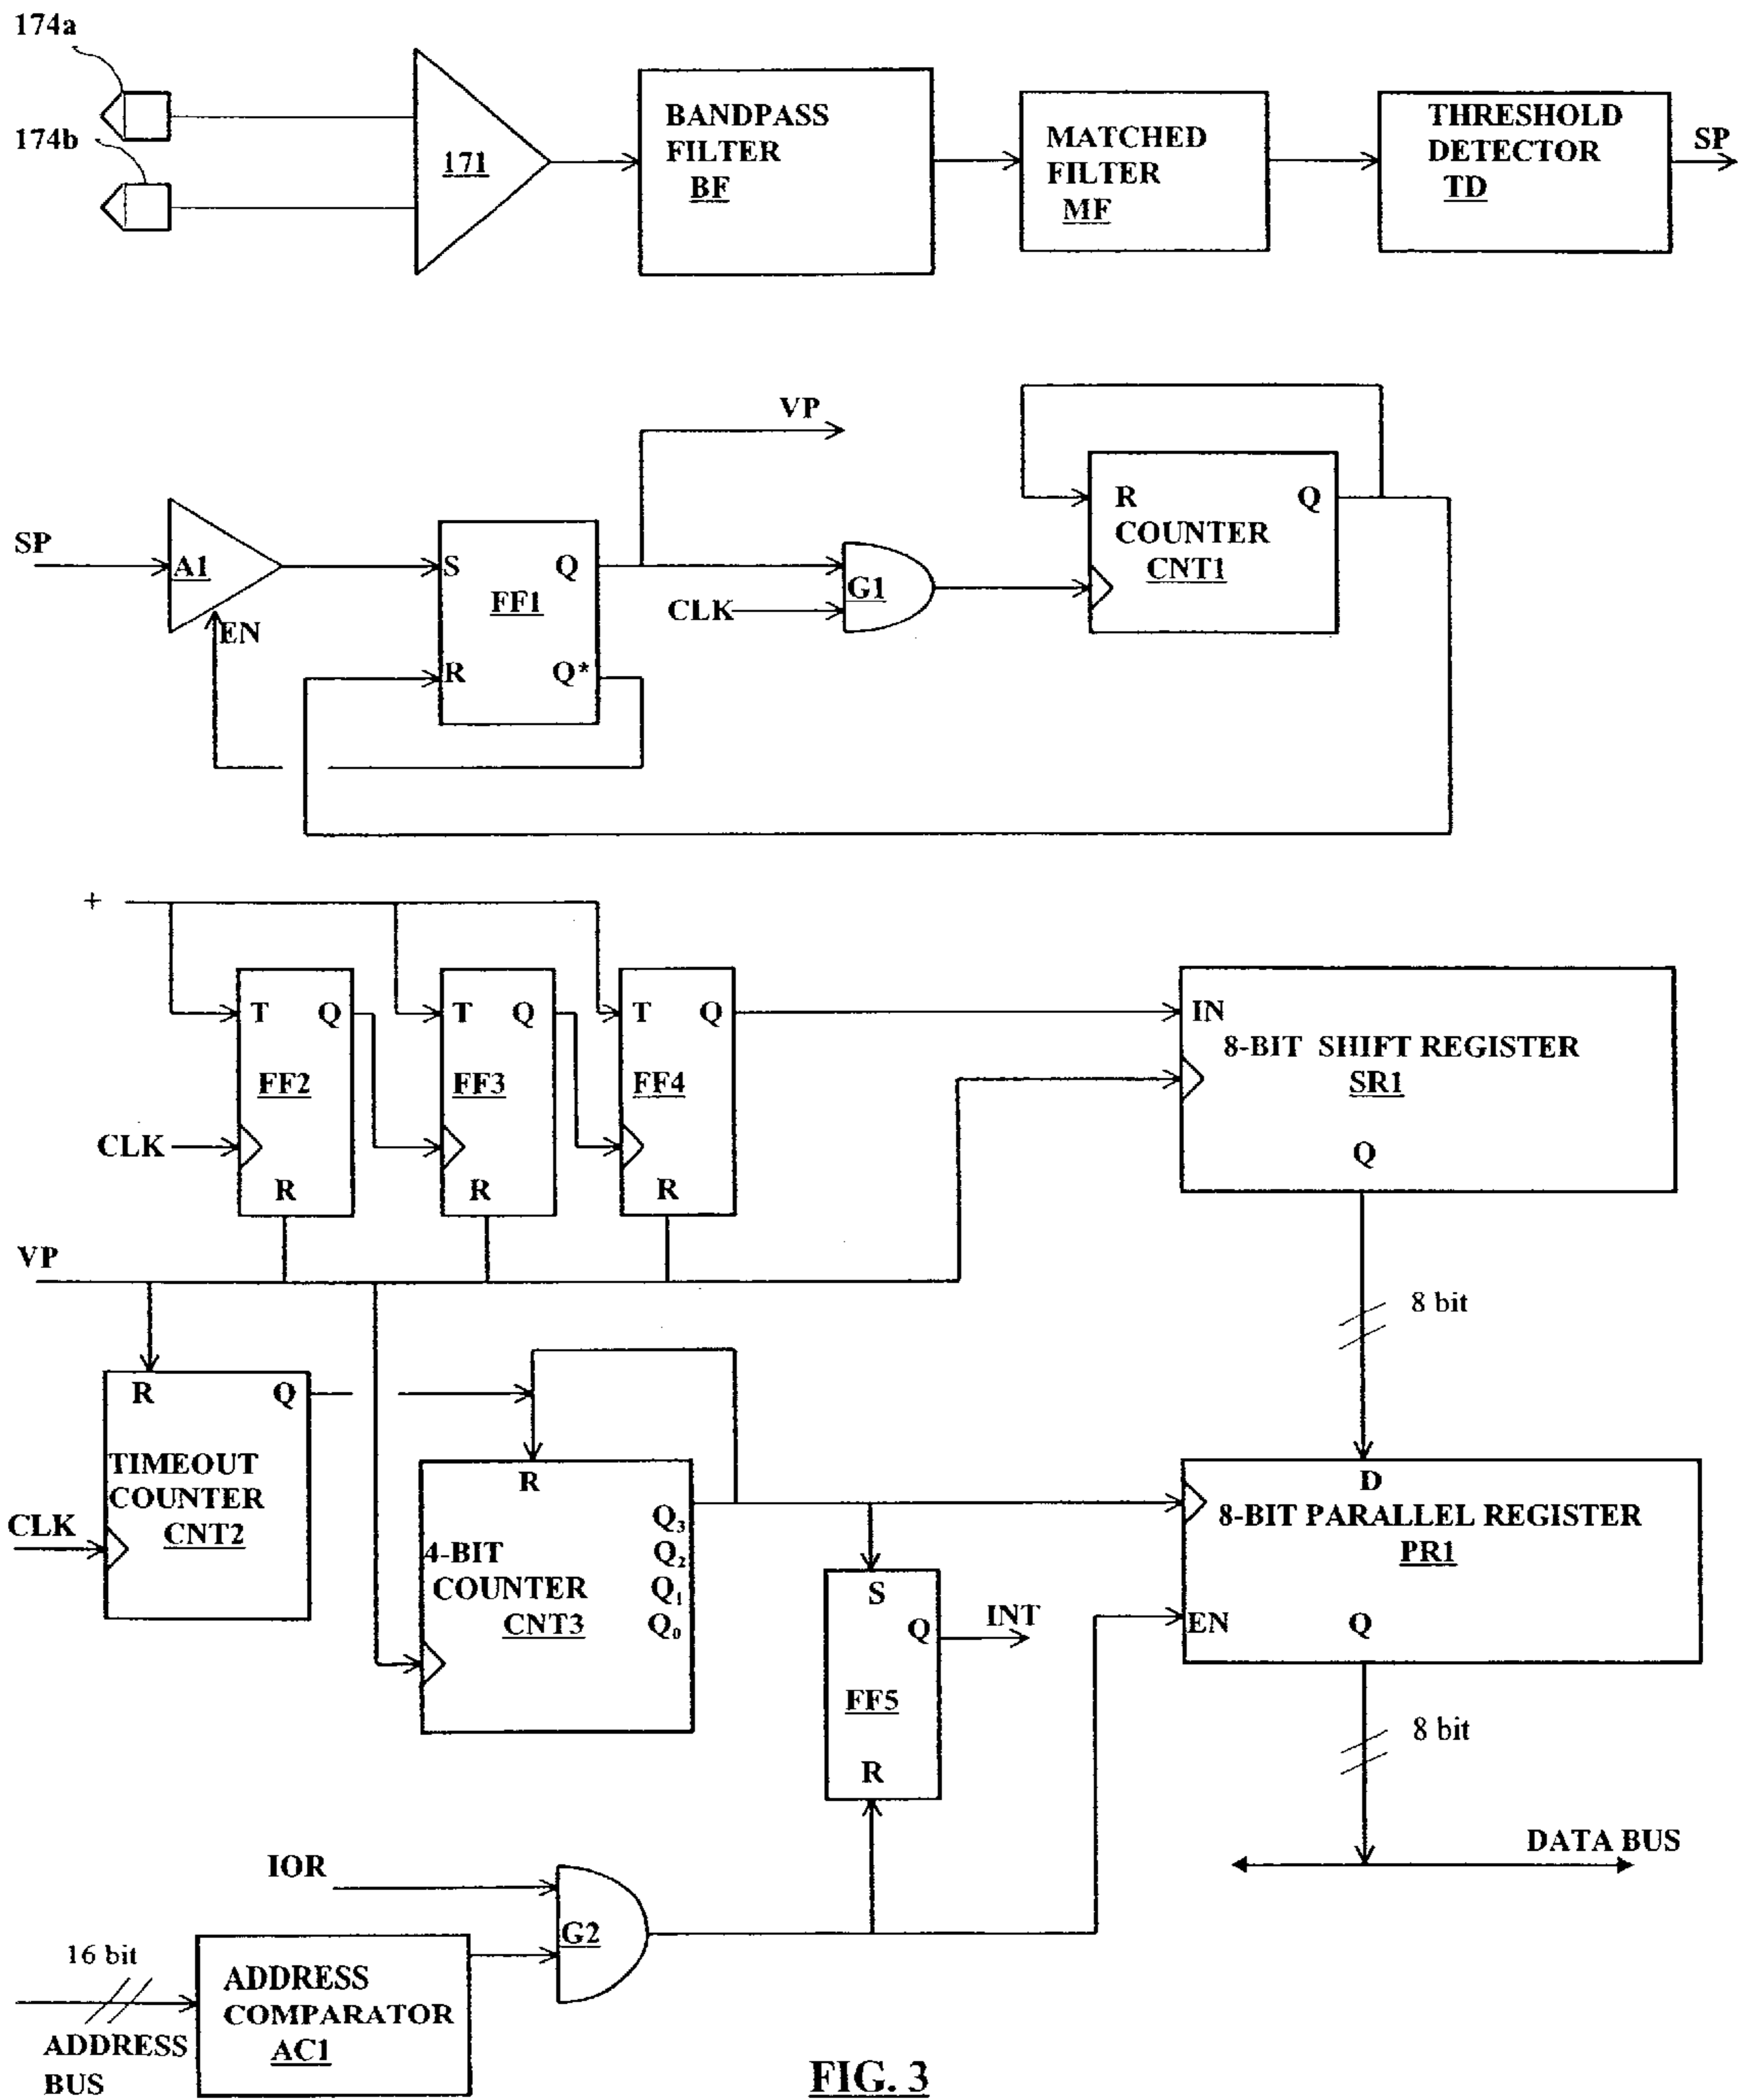 174a
174b
171
BANDPASS
FILTER
BF
MATCHED
FILTER
MF
THRESHOLD
DETECTOR
TD
SP
VP
SP
A1
EN
S
Q
FF1
R
Q*
CLK
G1
R
Q
COUNTER
CNT1
+
T
Q
FF2
CLK
R
T
Q
FF3
R
T
Q
FF4
R
IN
8-BIT SHIFT REGISTER
SR1
Q
VP
8 bit
R
Q
TIMEOUT
COUNTER
CNT2
CLK
R
Q3
Q2
Q1
Q0
4-BIT
COUNTER
CNT3
S
Q
INT
FF5
R
D
8-BIT PARALLEL REGISTER
PR1
EN
Q
8 bit
DATA BUS
IOR
G2
16 bit
ADDRESS
BUS
ADDRESS
COMPARATOR
AC1
FIG. 3